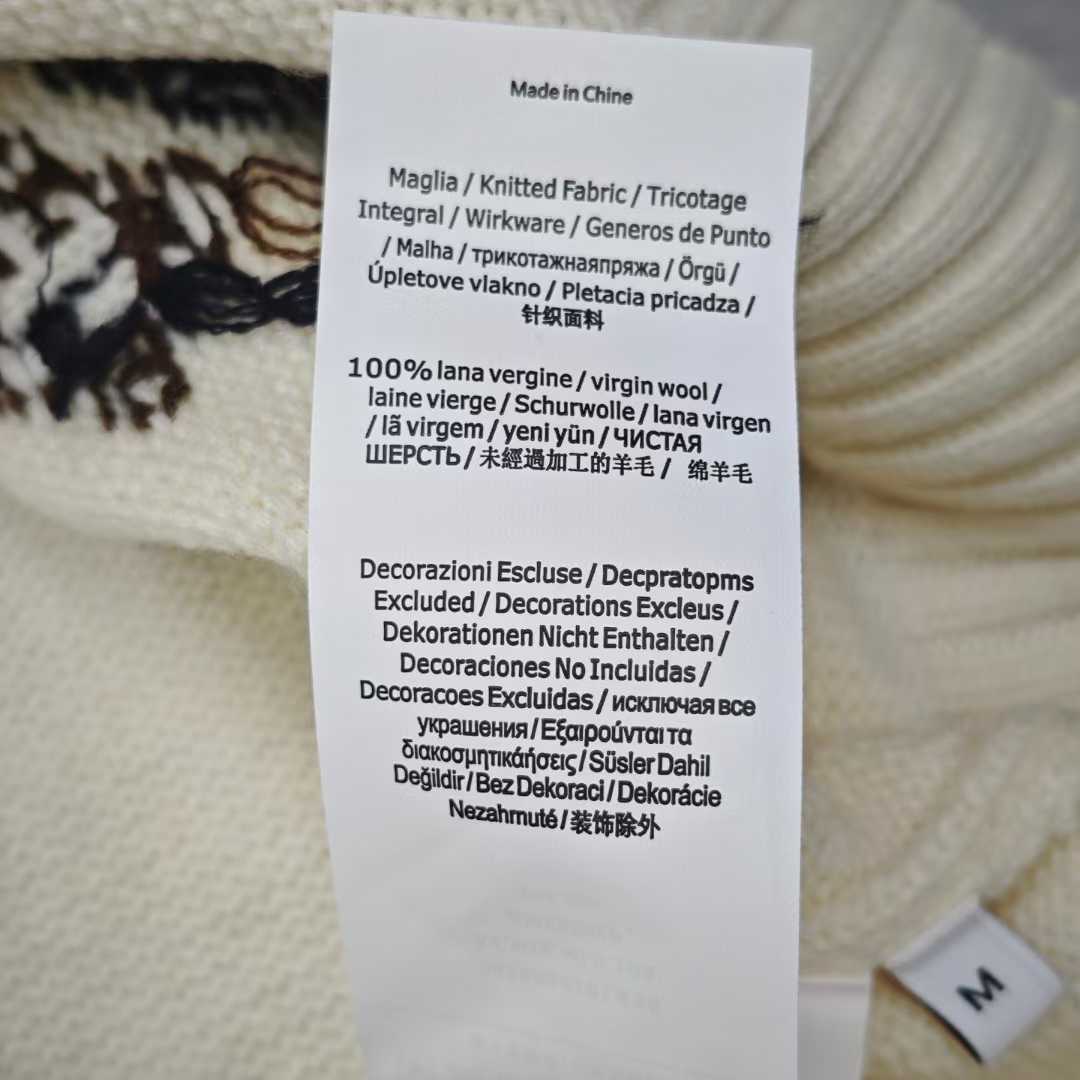 Made in Chine
Maglia / Knitted Fabric / Tricotage
Integral / Wirkware / Generos de Punto
/ Malha / трикотажнаяпряжа / Örgü /
Úpletove vlakno / Pletacia pricadza /
针织面料
100% lana vergine / virgin wool /
laine vierge / Schurwolle / lana virgen
/ lã virgem / yeni yün / ЧИСТАЯ
ШЕРСТЬ / 未經過加工的羊毛 / 绵羊毛
Decorazioni Escluse / Decpratopms
Excluded / Decorations Excleus /
Dekorationen Nicht Enthalten /
Decoraciones No Incluidas /
Decoracoes Excluidas / исключая все
украшения / Εξαιρούνται τα
διακοσμητικάήσεις / Süsler Dahil
Değildir / Bez Dekoraci / Dekorácie
Nezahrnuté / 装饰除外
M